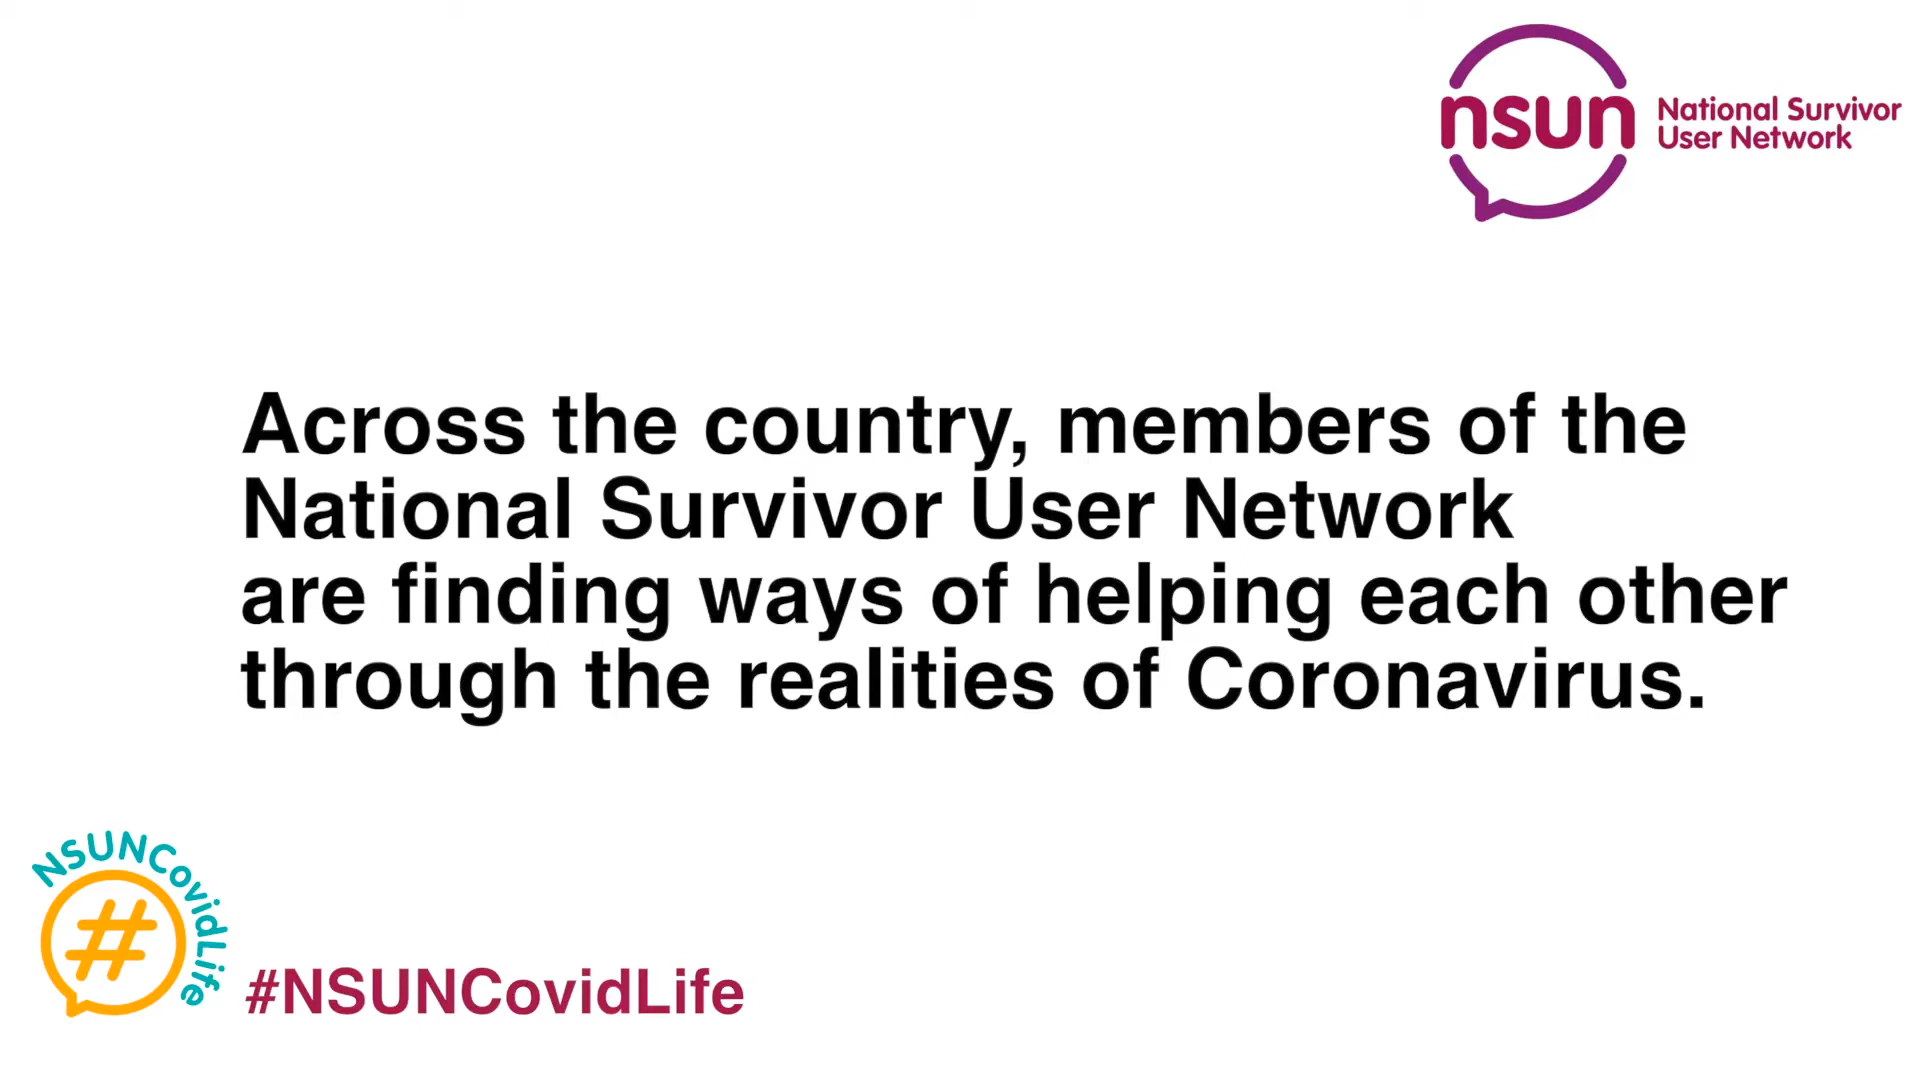 nsun
National Survivor
User Network
Across the country, members of the
National Survivor User Network
are finding ways of helping each other
through the realities of Coronavirus.
NSUNCovidLife
#
#NSUNCovidLife